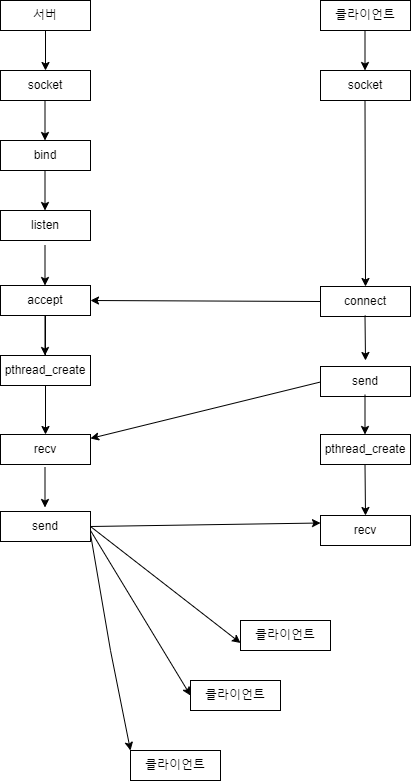 서버
클라이언트
socket
socket
bind
listen
accept
connect
pthread_create
send
recv
pthread_create
send
recv
클라이언트
클라이언트
클라이언트